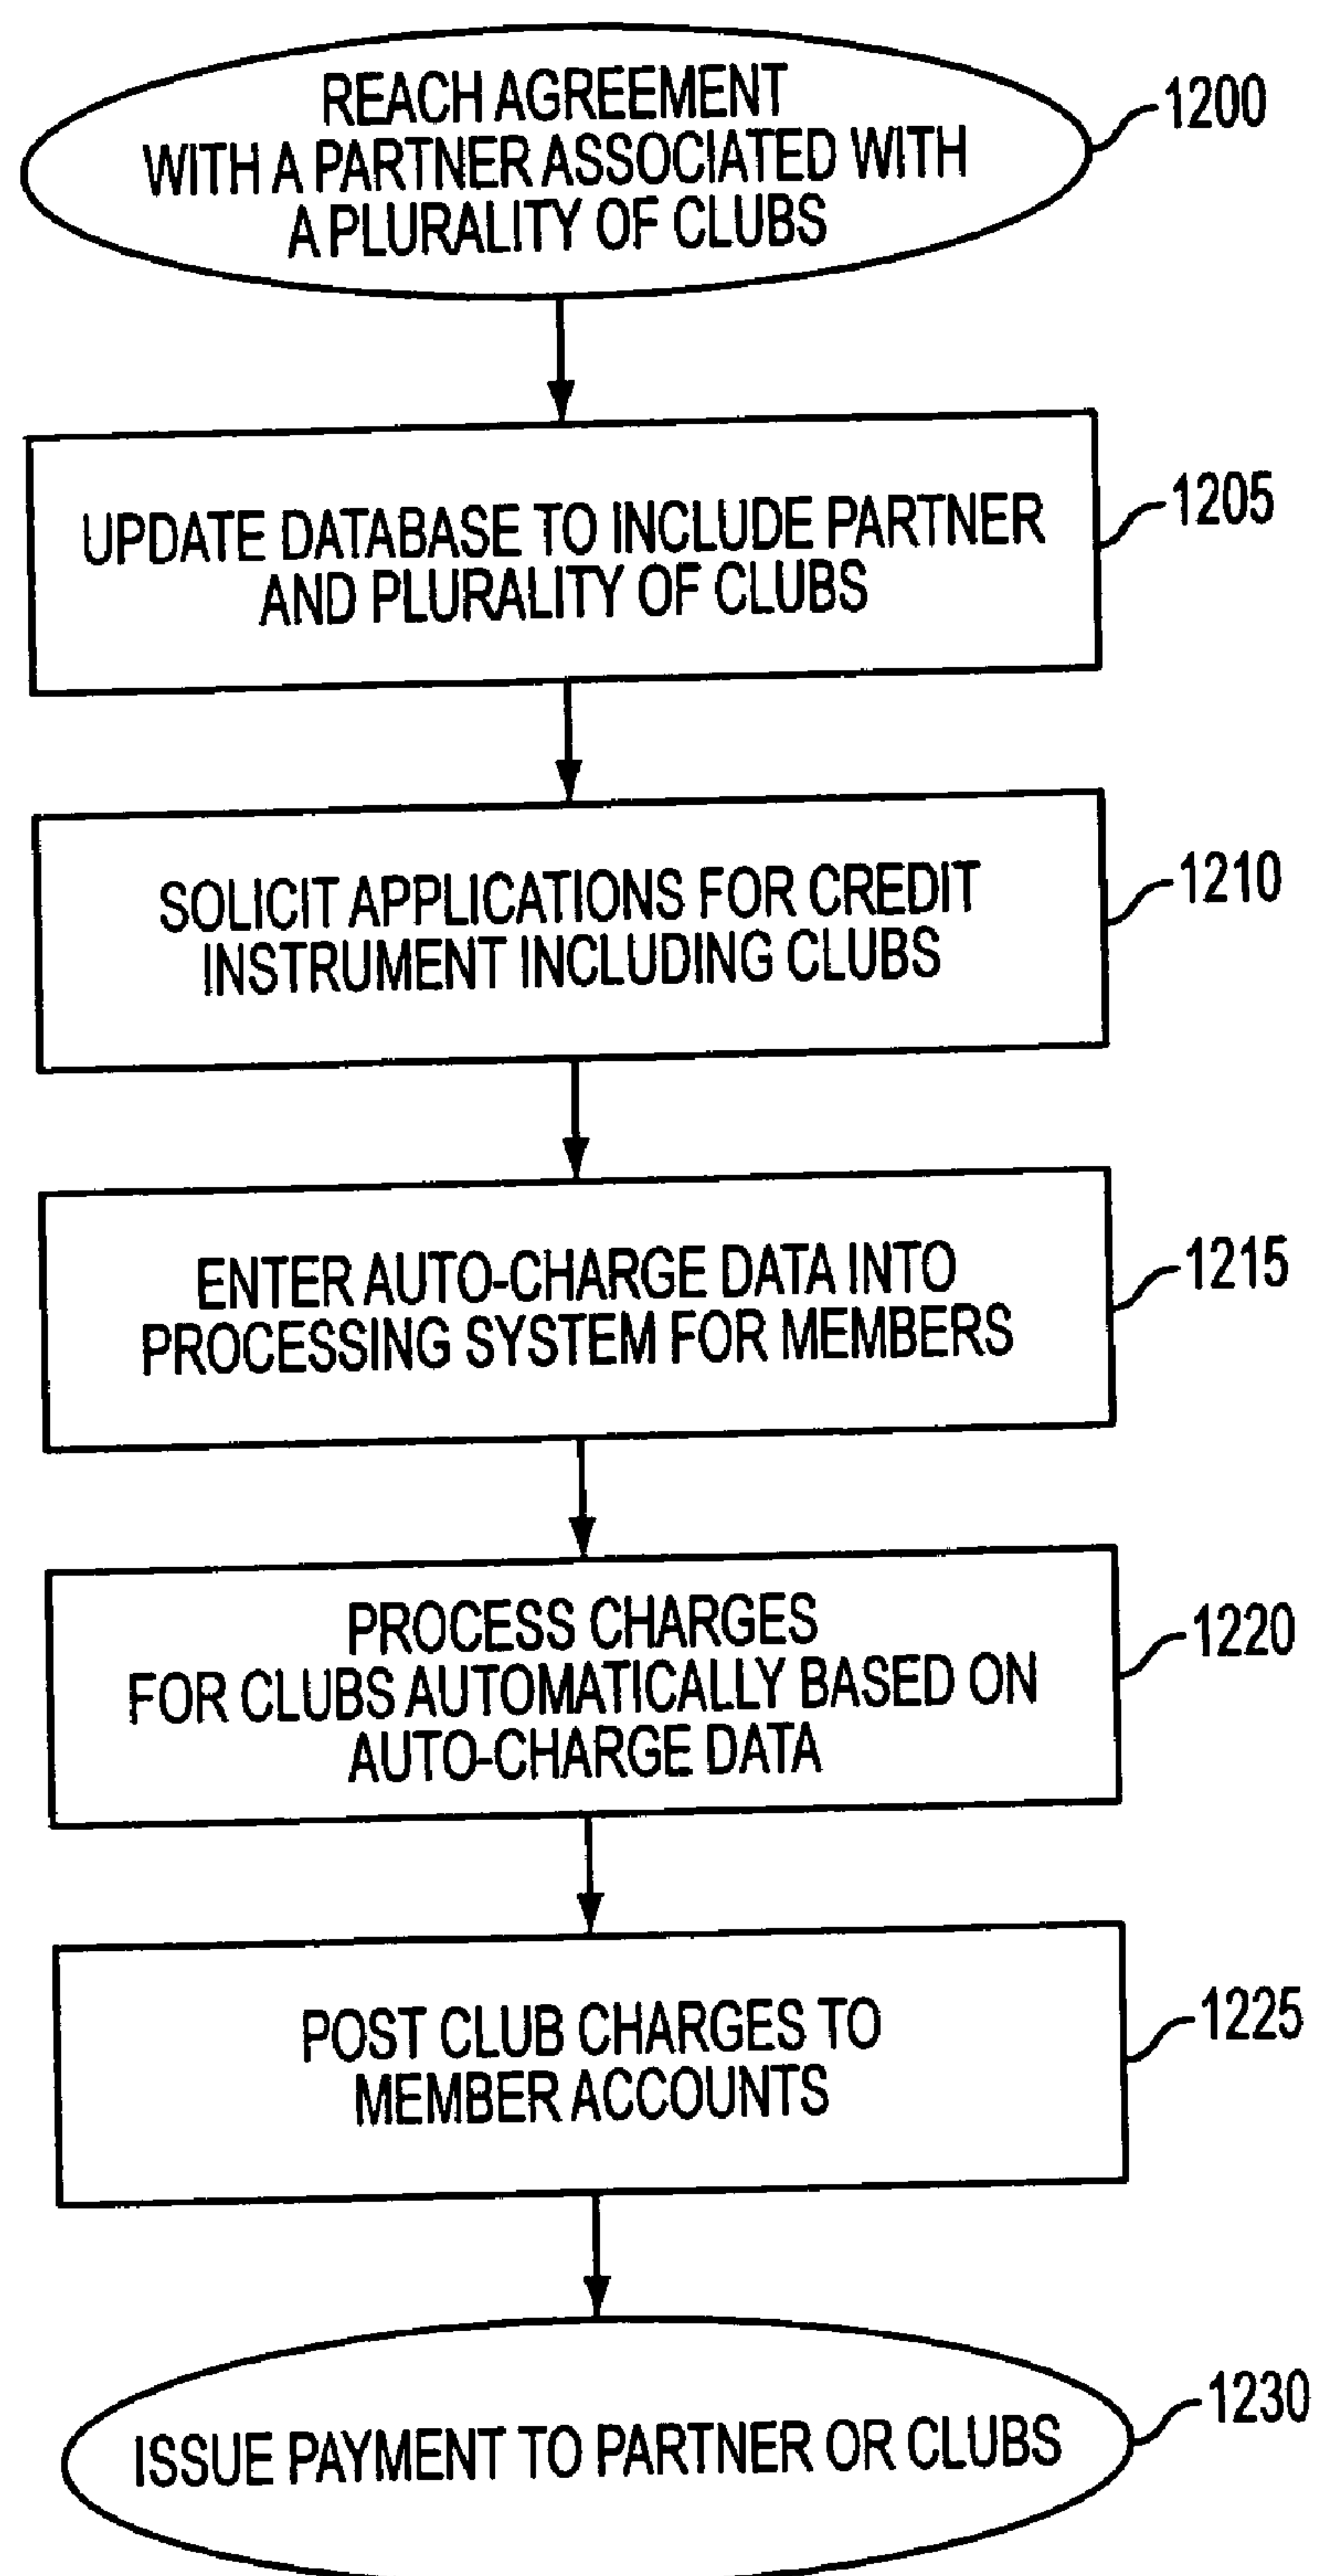 REACH AGREEMENT
WITH A PARTNER ASSOCIATED WITH
A PLURALITY OF CLUBS
1200
UPDATE DATABASE TO INCLUDE PARTNER
AND PLURALITY OF CLUBS
1205
SOLICIT APPLICATIONS FOR CREDIT
INSTRUMENT INCLUDING CLUBS
1210
ENTER AUTO-CHARGE DATA INTO
PROCESSING SYSTEM FOR MEMBERS
1215
PROCESS CHARGES
FOR CLUBS AUTOMATICALLY BASED ON
AUTO-CHARGE DATA
1220
POST CLUB CHARGES TO
MEMBER ACCOUNTS
1225
ISSUE PAYMENT TO PARTNER OR CLUBS
1230